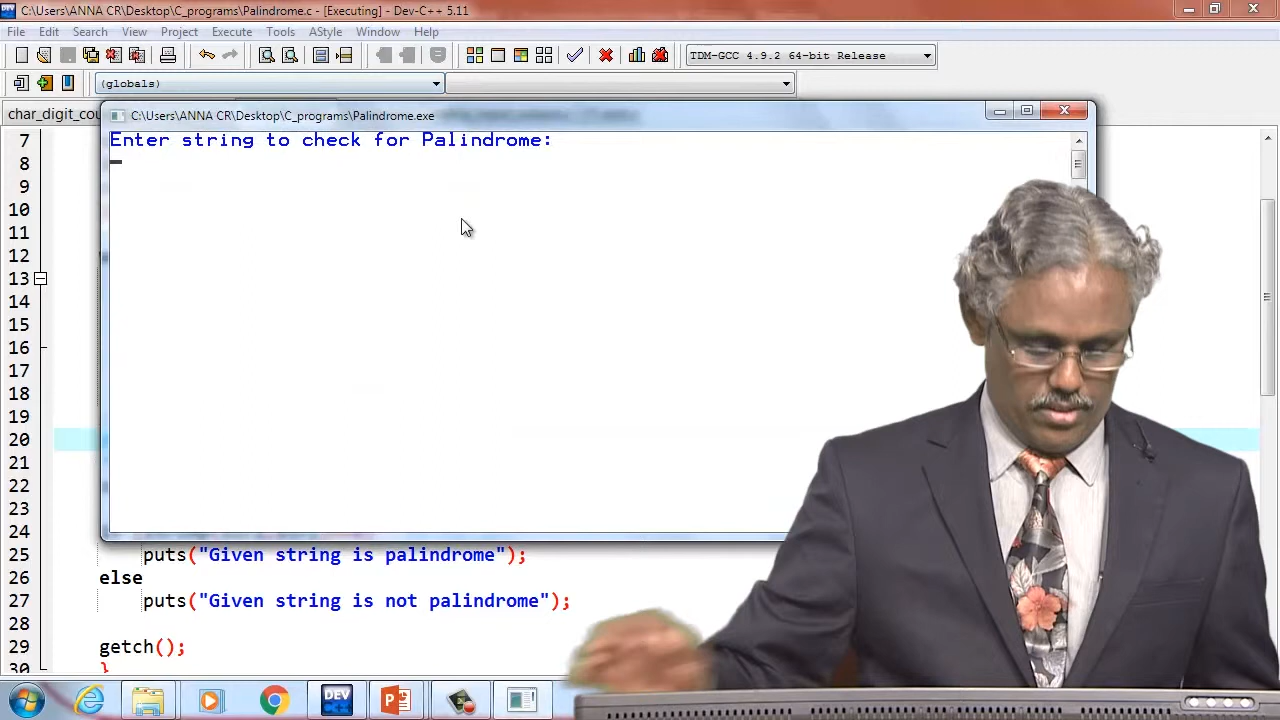 C:\Users\ANNA CR\Desktop\C_programs\Palindrome.c - [Executing] - Dev-C++ 5.11
File Edit Search View Project Execute Tools AStyle Window Help
TDM-GCC 4.9.2 64-bit Release
(globals)
char_digit_cou
C:\Users\ANNA CR\Desktop\C_programs\Palindrome.exe
Enter string to check for Palindrome:
7
8
9
10
11
12
13
14
15
16
17
18
19
20
21
22
23
24
25 puts("Given string is palindrome");
26 else
27 puts("Given string is not palindrome");
28
29 getch();
30 }
DEV